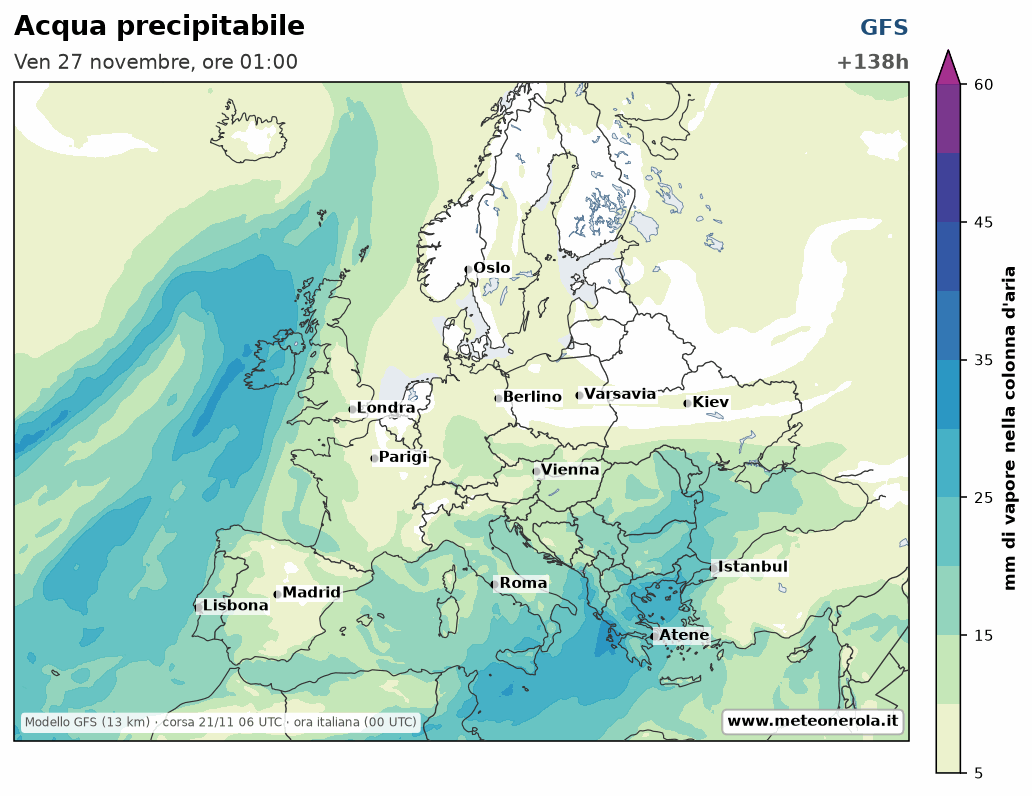 Acqua precipitabile
GFS
Ven 27 novembre, ore 01:00
+138h
60
45
35
25
15
5
mm di vapore nella colonna d'aria
Oslo
Londra
Berlino
Varsavia
Kiev
Parigi
Vienna
Istanbul
Roma
Madrid
Lisbona
Atene
Modello GFS (13 km) · corsa 21/11 06 UTC · ora italiana (00 UTC)
www.meteonerola.it